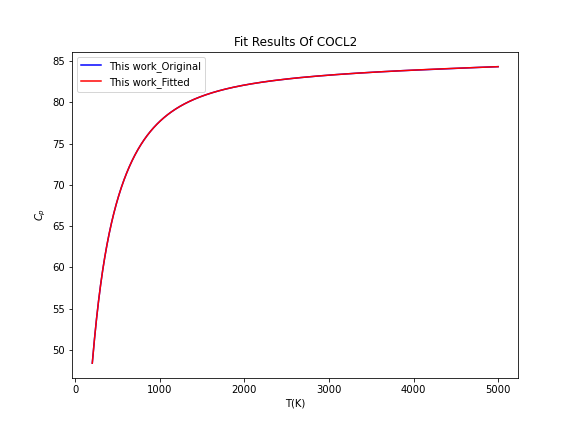 Fit Results Of COCL2
This work_Original
This work_Fitted
85
80
75
70
65
60
55
50
C_p
0 1000 2000 3000 4000 5000
T(K)